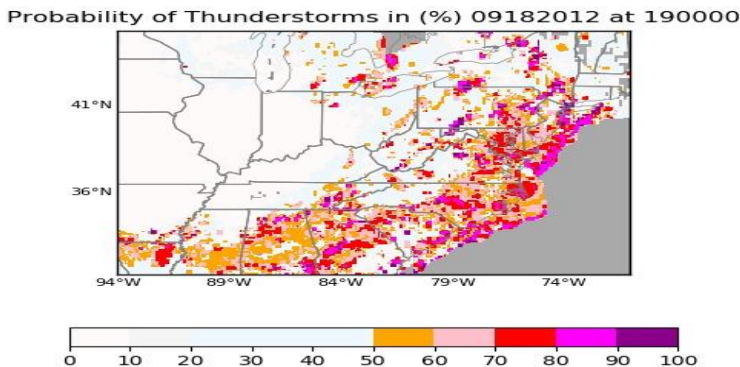 Probability of Thunderstorms in (%) 09182012 at 190000
41°N
36°N
94°W 89°W 84°W 79°W 74°W
0 10 20 30 40 50 60 70 80 90 100